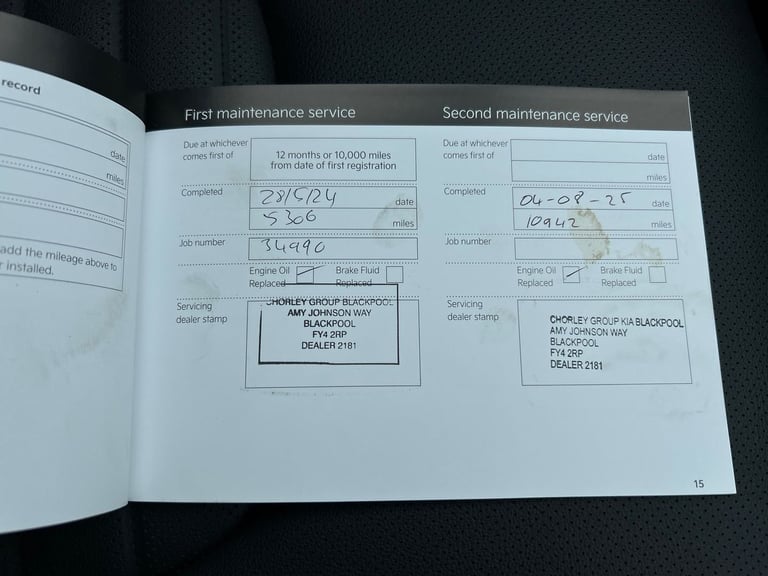 record
date
miles
add the mileage above to
installed.
First maintenance service
Due at whichever
comes first of
12 months or 10,000 miles
from date of first registration
Completed
28/5/24 date
5306 miles
Job number
34990
Engine Oil
Replaced
Brake Fluid
Replaced
Servicing
dealer stamp
CHORLEY GROUP BLACKPOOL
AMY JOHNSON WAY
BLACKPOOL
FY4 2RP
DEALER 2181
Second maintenance service
Due at whichever
comes first of
date
miles
Completed
04-08-25 date
10942 miles
Job number
Engine Oil
Replaced
Brake Fluid
Replaced
Servicing
dealer stamp
CHORLEY GROUP KIA BLACKPOOL
AMY JOHNSON WAY
BLACKPOOL
FY4 2RP
DEALER 2181
15